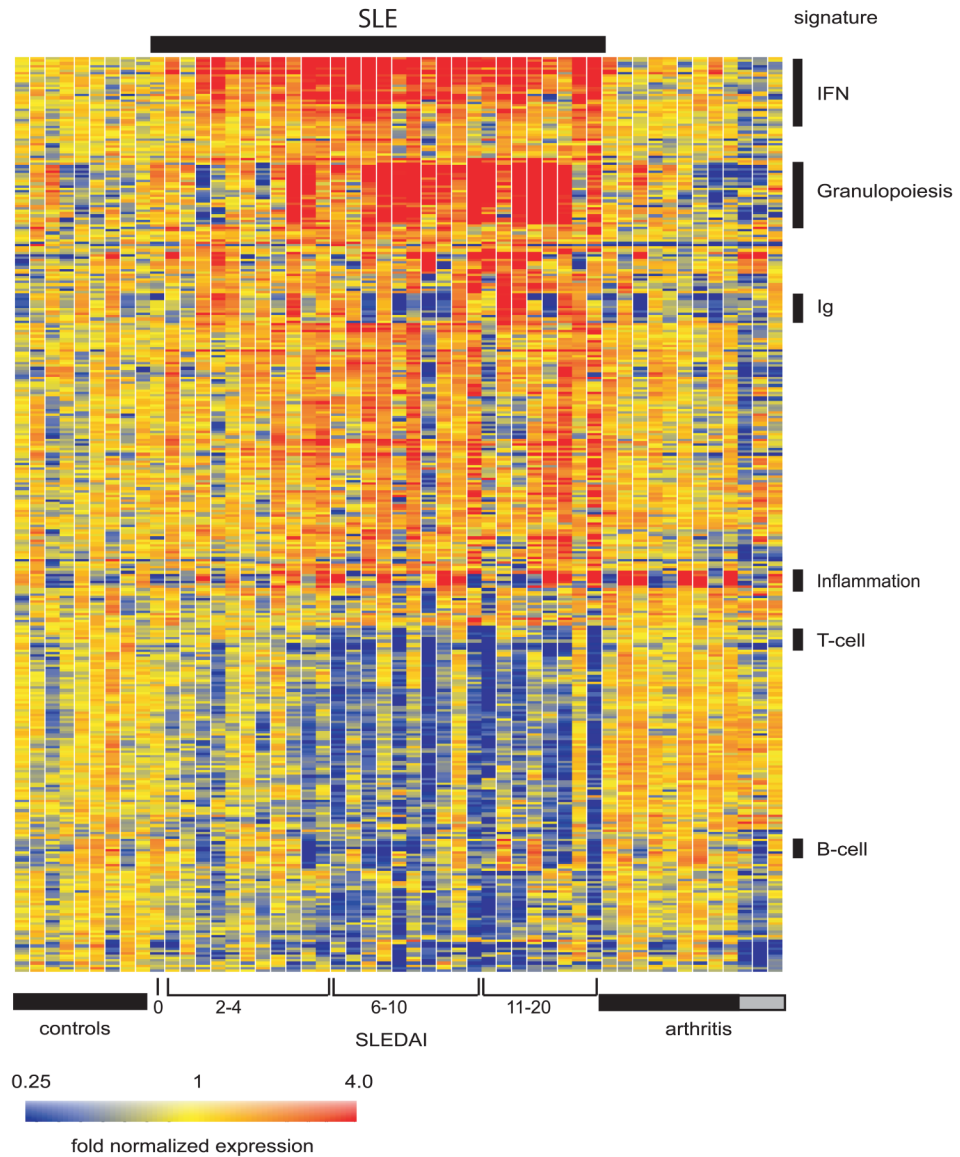 SLE
signature
IFN
Granulopoiesis
Ig
Inflammation
T-cell
B-cell
0 2-4 6-10 11-20
controls SLEDAI arthritis
0.25 1 4.0
fold normalized expression